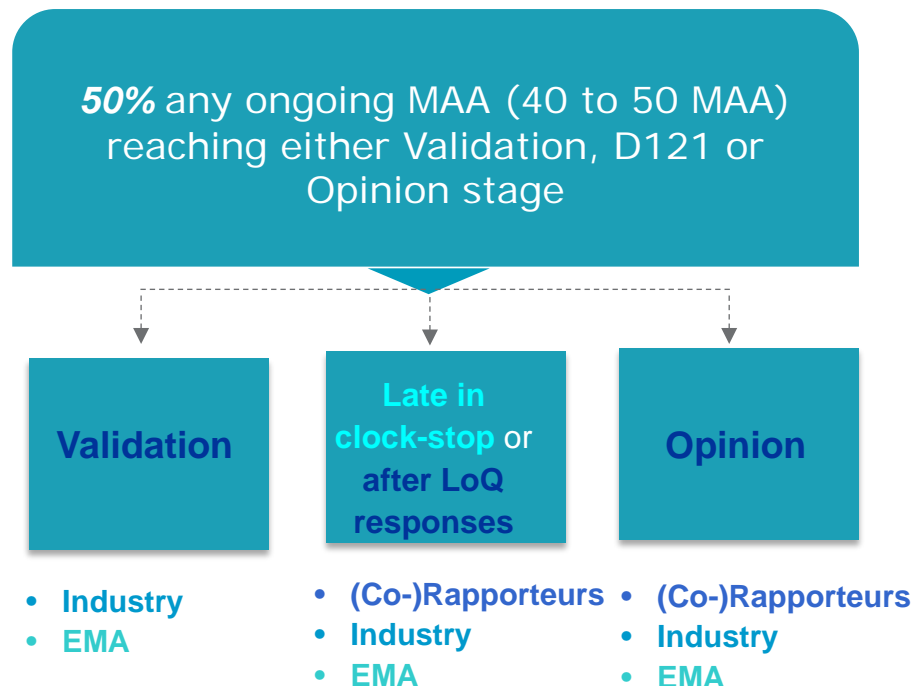 50% any ongoing MAA (40 to 50 MAA)
reaching either Validation, D121 or
Opinion stage
Validation
Late in
clock-stop or
after LoQ
responses
Opinion
• Industry
• EMA
• (Co-)Rapporteurs
• Industry
• EMA
• (Co-)Rapporteurs
• Industry
• EMA